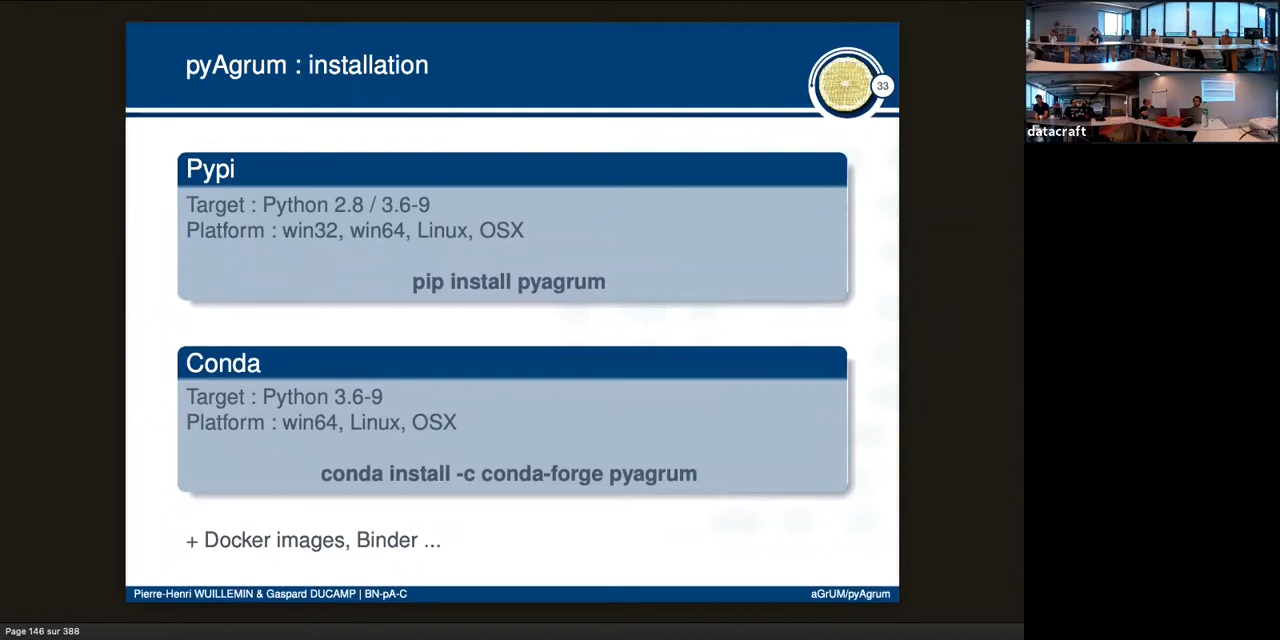 pyAgrum : installation
33
Pypi
Target : Python 2.8 / 3.6-9
Platform : win32, win64, Linux, OSX
pip install pyagrum
Conda
Target : Python 3.6-9
Platform : win64, Linux, OSX
conda install -c conda-forge pyagrum
+ Docker images, Binder ...
Pierre-Henri WUILLEMIN & Gaspard DUCAMP | BN-pA-C
aGrUM/pyAgrum
Page 146 sur 388
datacraft